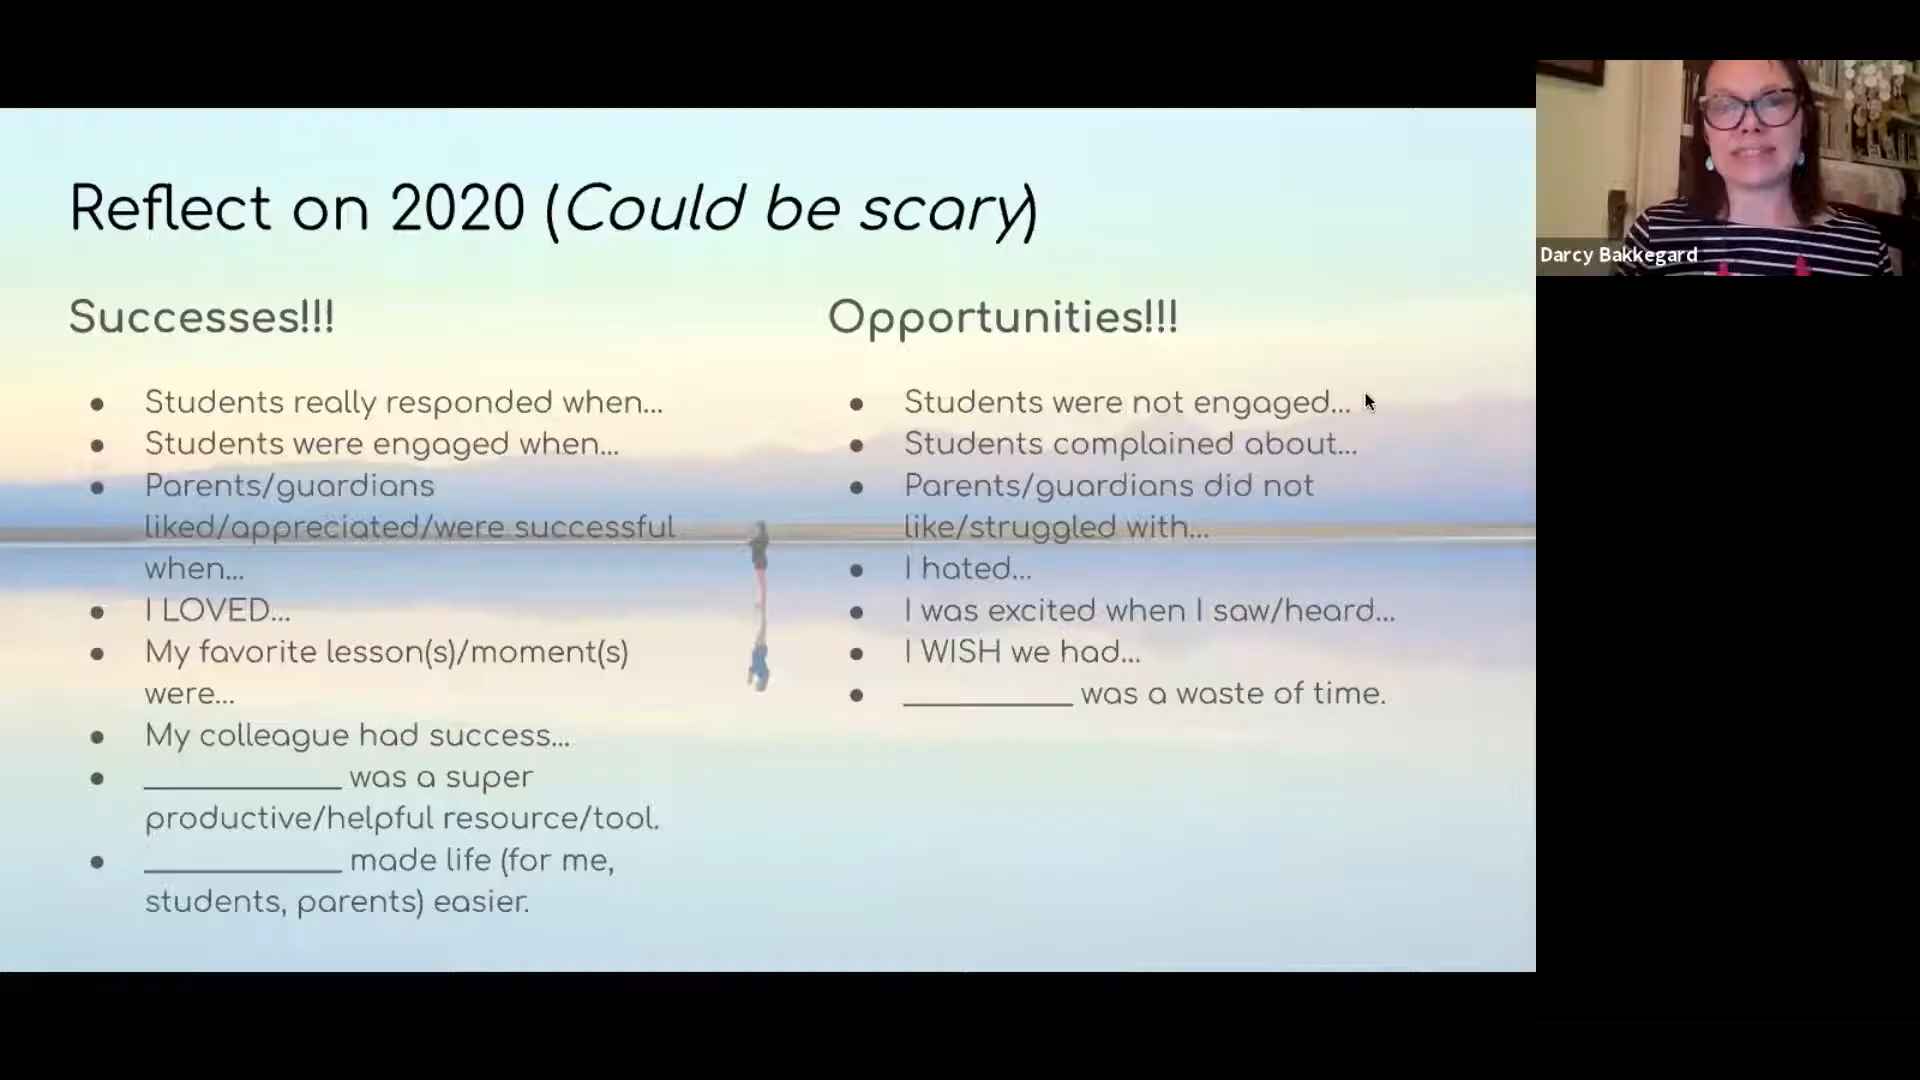 Reflect on 2020 (Could be scary)
Successes!!!
● Students really responded when...
● Students were engaged when...
● Parents/guardians
liked/appreciated/were successful
when...
● I LOVED...
● My favorite lesson(s)/moment(s)
were...
● My colleague had success...
● ____________ was a super
productive/helpful resource/tool.
● ____________ made life (for me,
students, parents) easier.
Opportunities!!!
● Students were not engaged...
● Students complained about...
● Parents/guardians did not
like/struggled with...
● I hated...
● I was excited when I saw/heard...
● I WISH we had...
● __________ was a waste of time.
Darcy Bakkegard